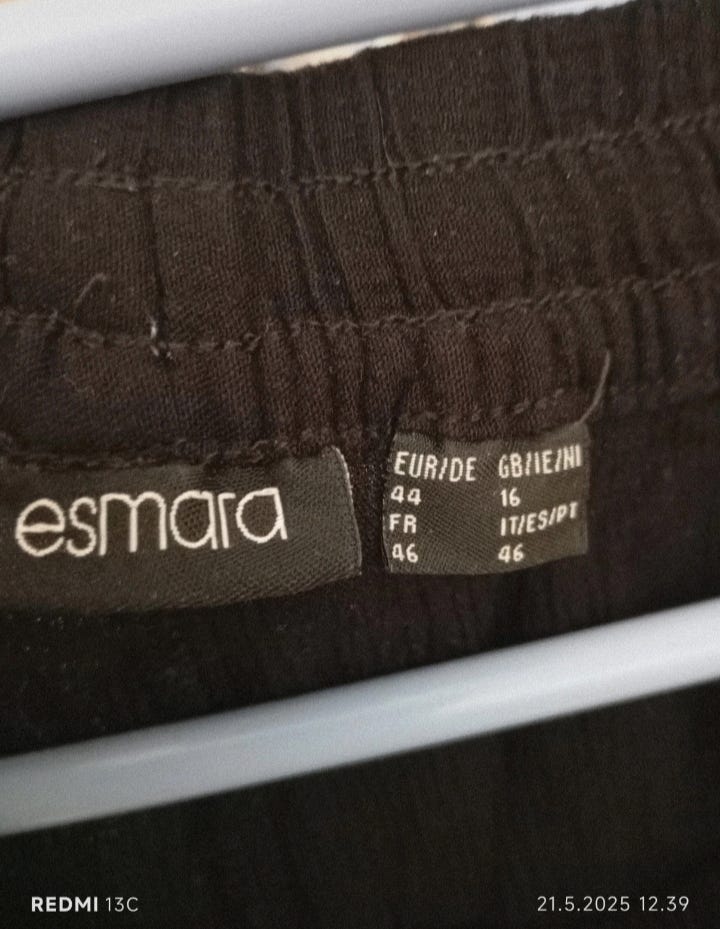 esmara
EUR/DE GB/IE/NI
44 16
FR IT/ES/PT
46 46
REDMI 13C
21.5.2025 12.39